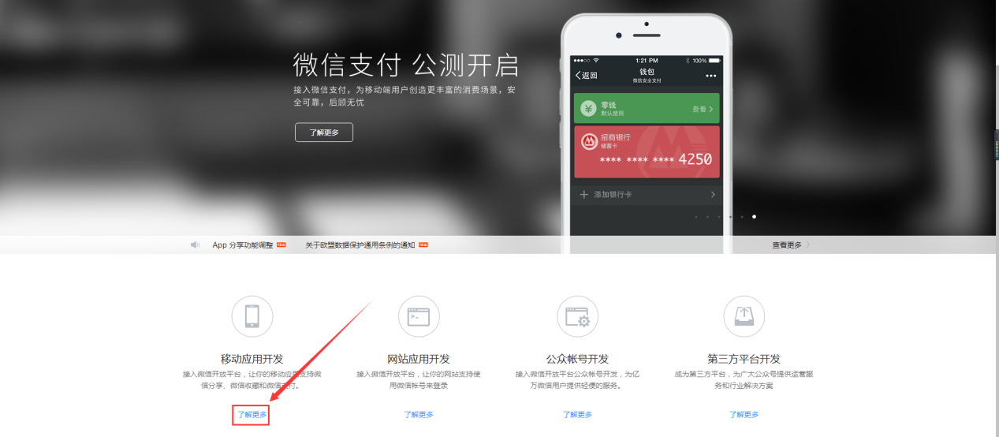 微信支付 公测开启
接入微信支付，为移动端用户创造更丰富的消费场景，安
全可靠，后顾无忧
了解更多
1:21 PM
100%
返回
钱包
微信安全支付
零钱
默认使用
查看
招商银行
储蓄卡
**** **** **** 4250
添加银行卡
App 分享功能调整
关于欧盟数据保护通用条例的通知
查看更多
移动应用开发
接入微信开放平台，让你的移动应用支持微
信分享、微信收藏和微信支付。
了解更多
网站应用开发
接入微信开放平台，让你的网站支持使
用微信帐号来登录
了解更多
公众帐号开发
接入微信开放平台公众帐号开发，为亿
万微信用户提供轻便的服务。
了解更多
第三方平台开发
成为第三方平台，为广大公众号提供运营服
务和行业解决方案
了解更多